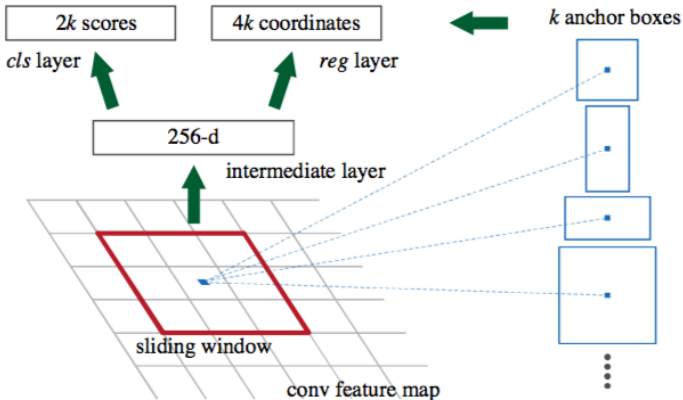 2k scores
4k coordinates
k anchor boxes
cls layer
reg layer
256-d
intermediate layer
sliding window
conv feature map